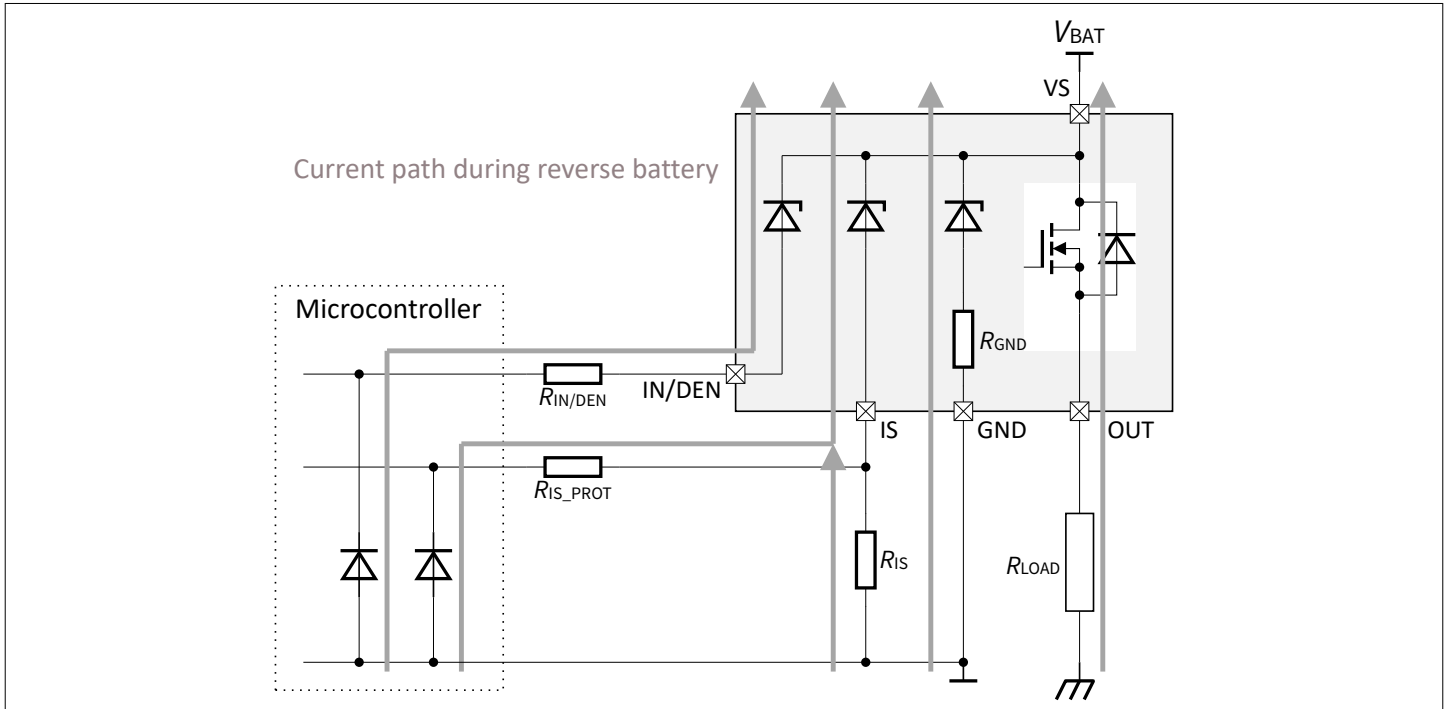 VBAT
VS
Current path during reverse battery
Microcontroller
RGND
RIN/DEN
IN/DEN
IS
GND
OUT
RIS_PROT
RIS
RLOAD